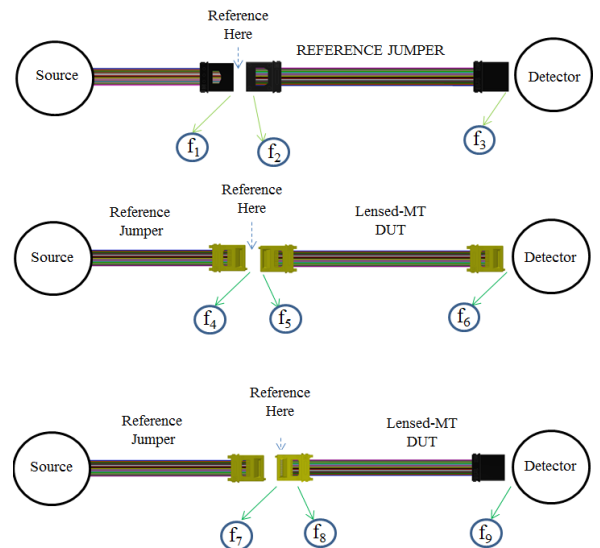 Reference
Here
REFERENCE JUMPER
Source
Detector
f1
f2
f3
Reference
Jumper
Reference
Here
Lensed-MT
DUT
Source
Detector
f4
f5
f6
Reference
Here
Reference
Jumper
Lensed-MT
DUT
Source
Detector
f7
f8
f9